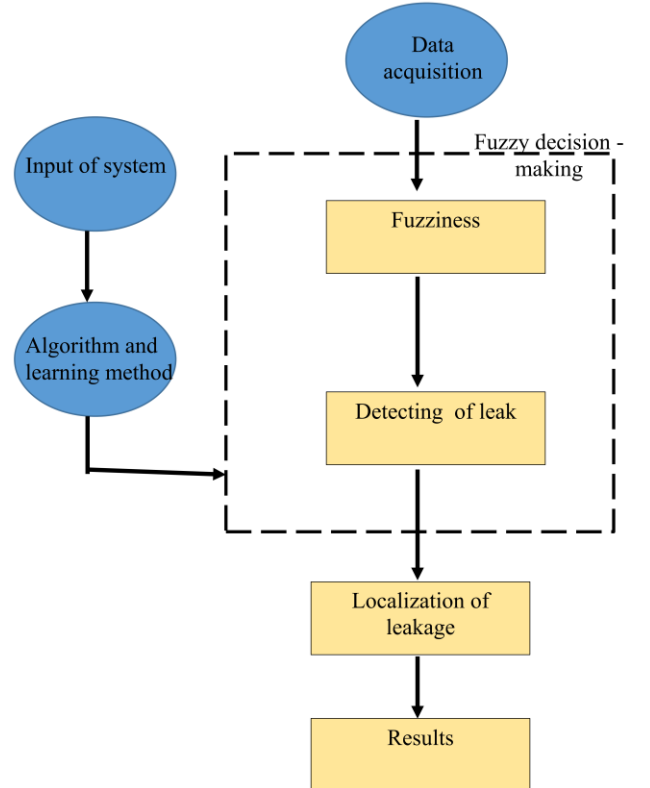 Data
acquisition
Fuzzy decision -
making
Input of system
Fuzziness
Algorithm and
learning method
Detecting of leak
Localization of
leakage
Results